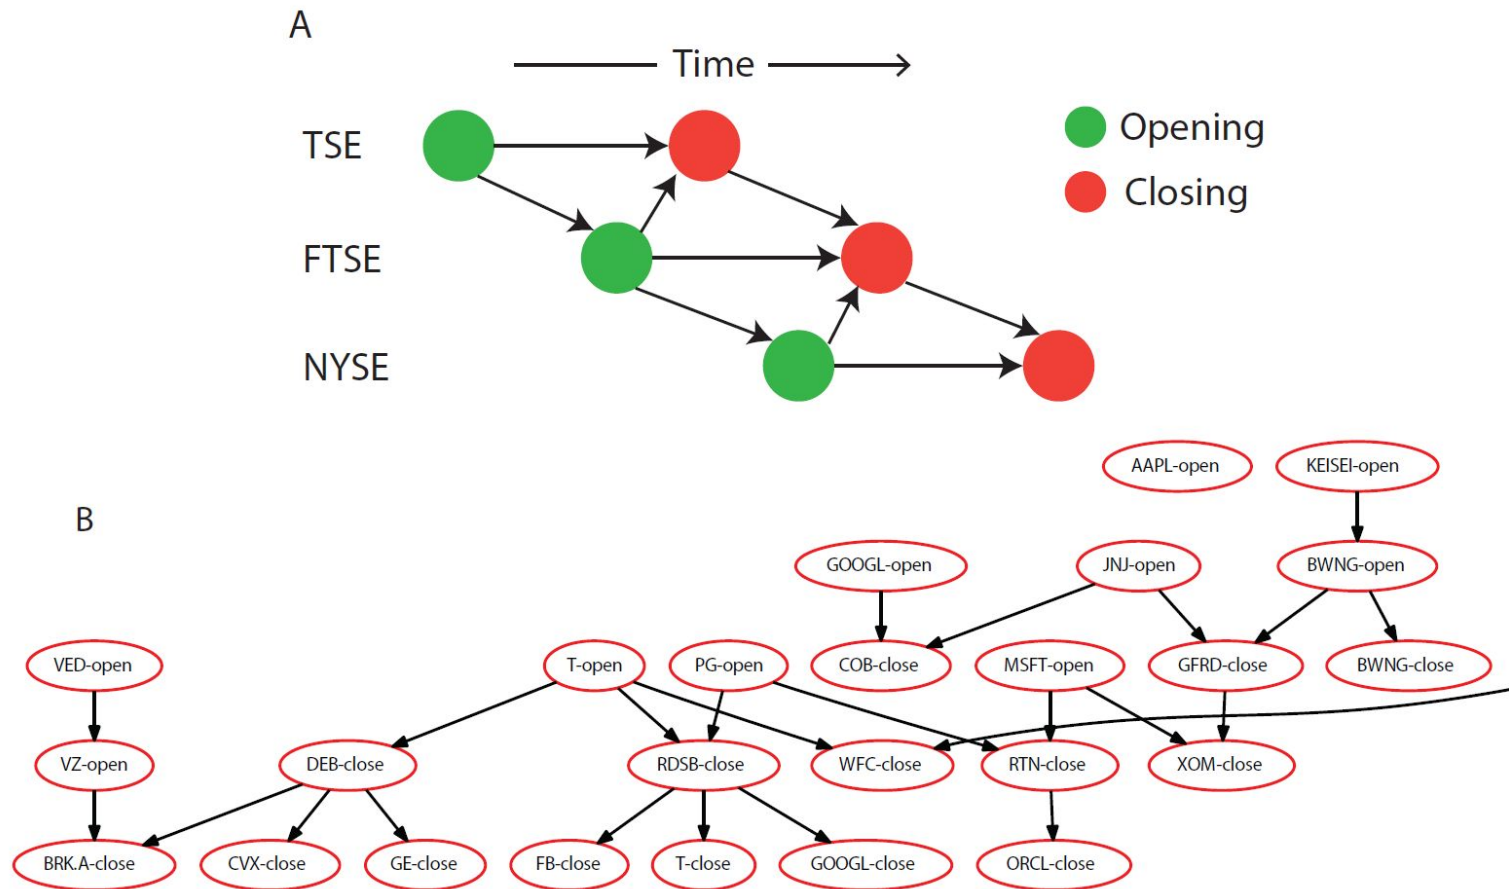 A
Time
TSE
Opening
Closing
FTSE
NYSE
B
AAPL-open
KEISEI-open
GOOGL-open
JNJ-open
BWNG-open
VED-open
T-open
PG-open
COB-close
MSFT-open
GFRD-close
BWNG-close
VZ-open
DEB-close
RDSB-close
WFC-close
RTN-close
XOM-close
BRK.A-close
CVX-close
GE-close
FB-close
T-close
GOOGL-close
ORCL-close